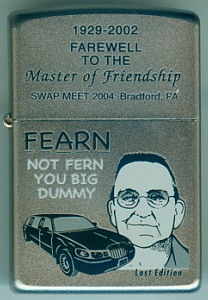 1929-2002
FAREWELL
TO THE
Master of Friendship
SWAP MEET 2004 Bradford, PA
FEARN
NOT FERN
YOU BIG
DUMMY
Last Edition